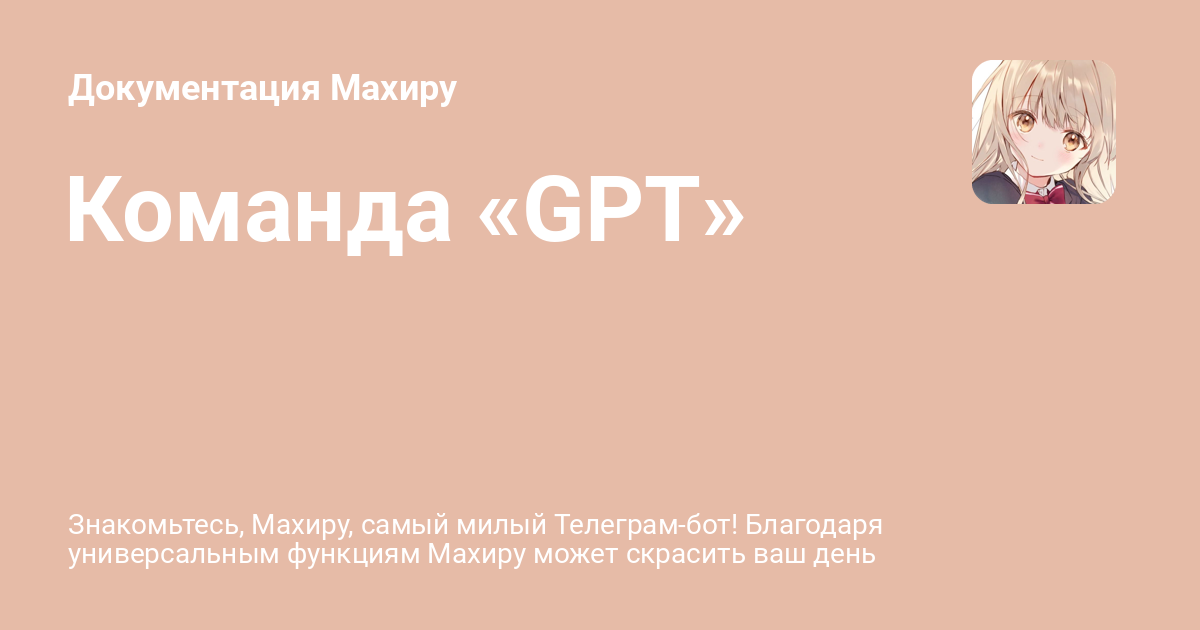 Документация Махиру
Команда «GPT»
Знакомьтесь, Махиру, самый милый Телеграм-бот! Благодаря
универсальным функциям Махиру может скрасить ваш день